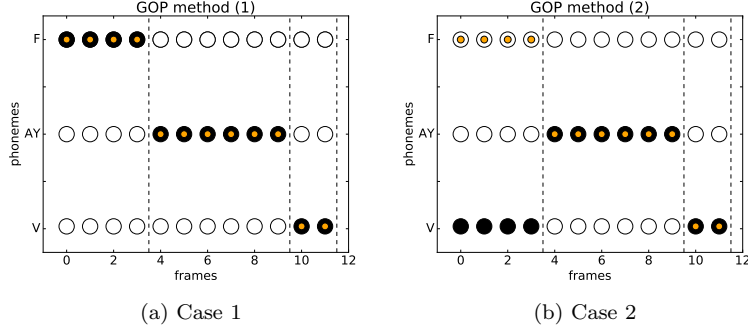 GOP method (1)
F
AY
V
phonemes
0 2 4 6 8 10 12
frames
(a) Case 1
GOP method (2)
F
AY
V
phonemes
0 2 4 6 8 10 12
frames
(b) Case 2